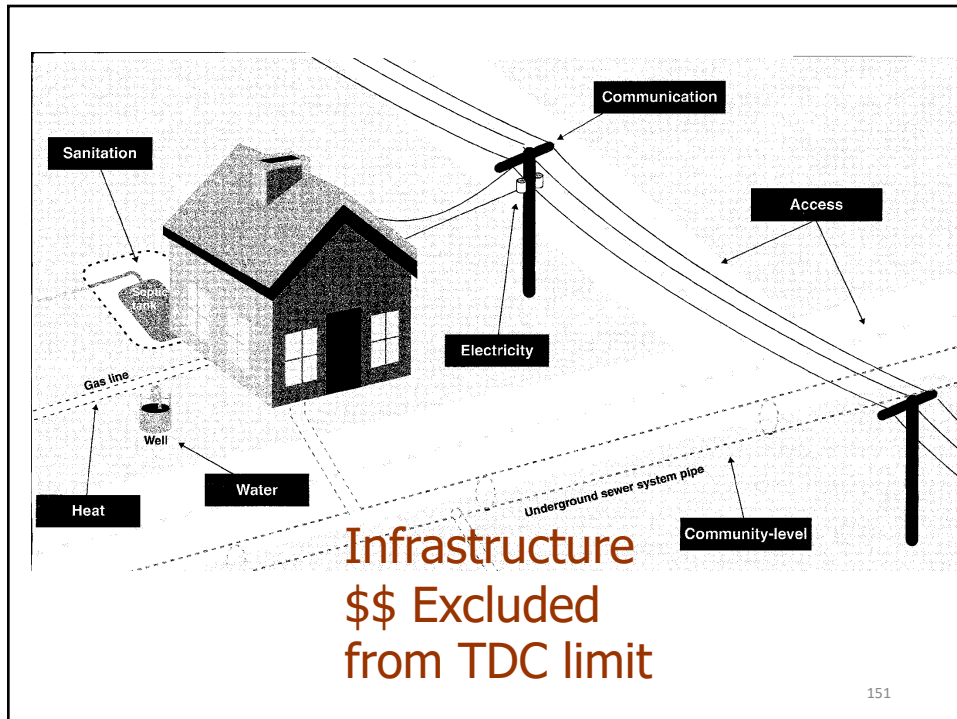 Communication
Sanitation
Access
Electricity
Gas line
Well
Water
Heat
Underground sewer system pipe
Community-level
Infrastructure
$$ Excluded
from TDC limit
151